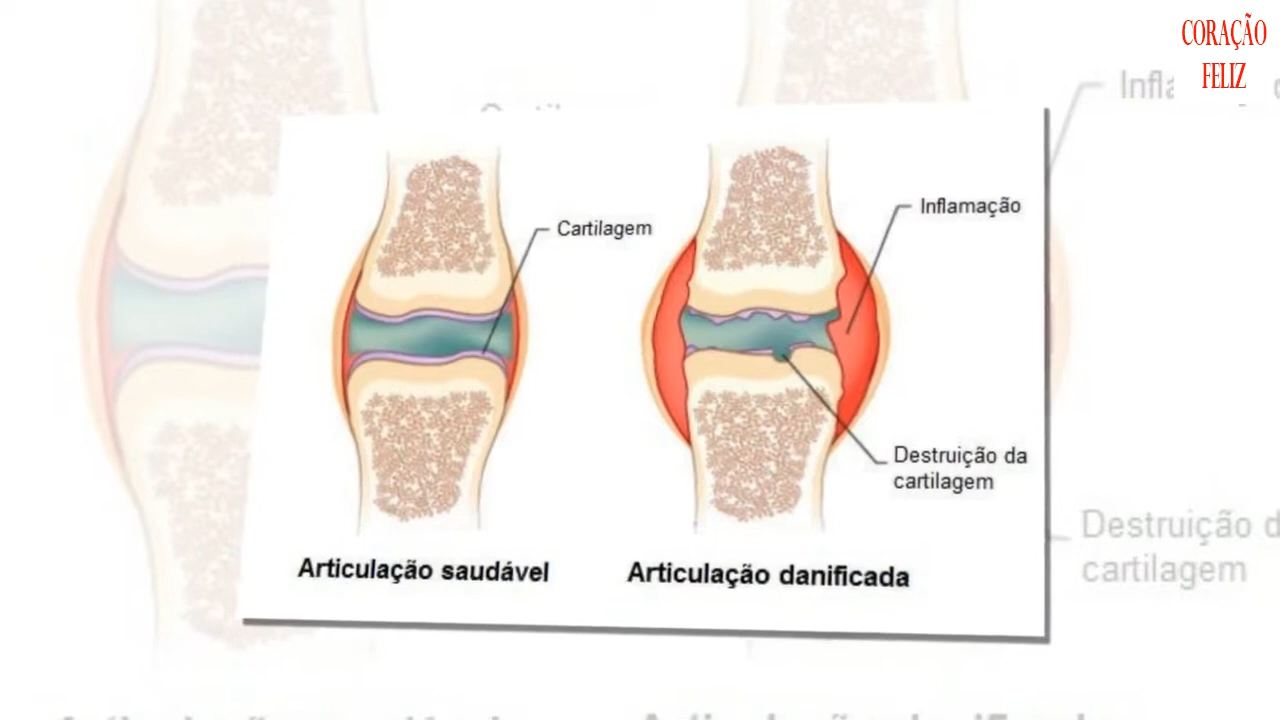 CORAÇÃO
FELIZ
Cartilagem
Inflamação
Destruição da
cartilagem
Articulação saudável
Articulação danificada
Destruição
cartilagem